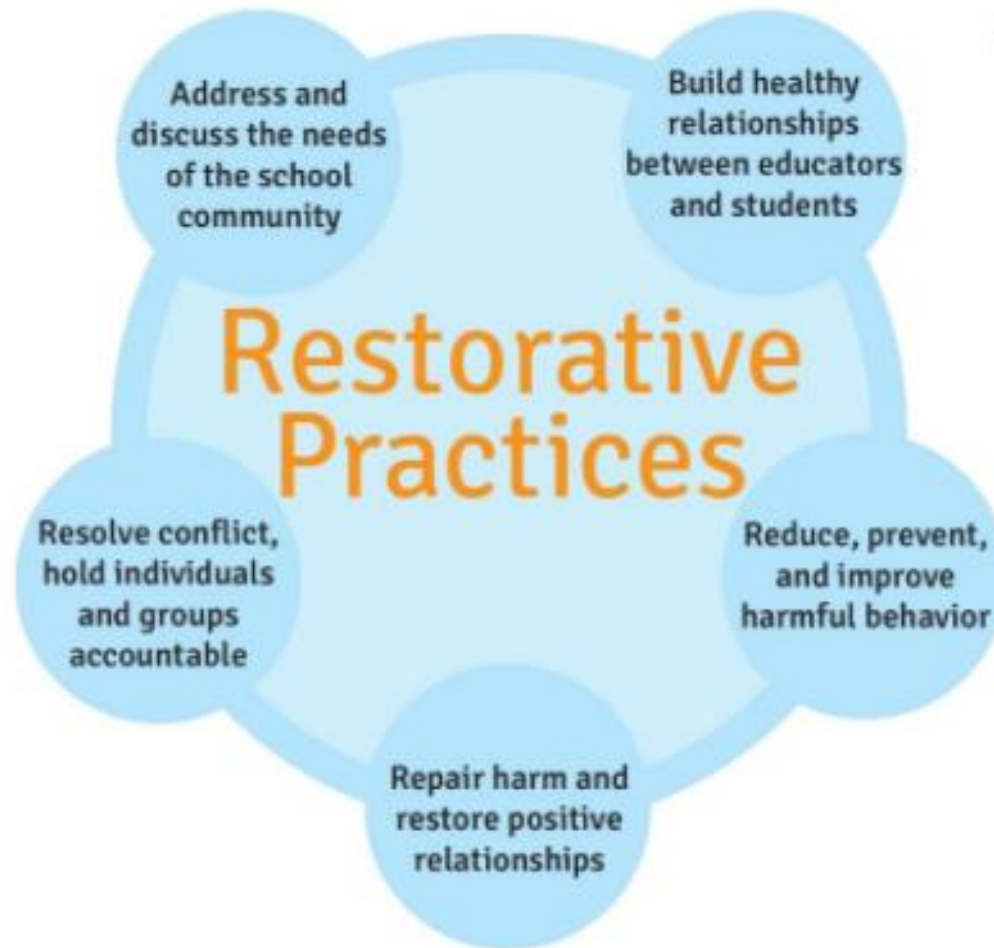 Address and
discuss the needs
of the school
community
Build healthy
relationships
between educators
and students
Restorative
Practices
Resolve conflict,
hold individuals
and groups
accountable
Reduce, prevent,
and improve
harmful behavior
Repair harm and
restore positive
relationships